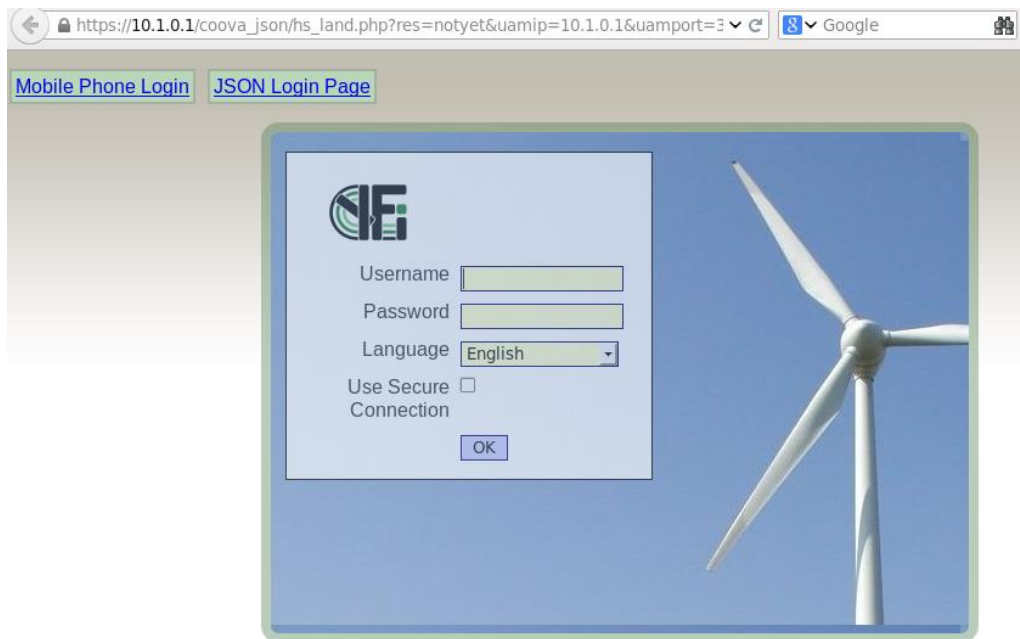 https://10.1.0.1/coova_json/hs_land.php?res=notyet&uamip=10.1.0.1&uamport=3
Google
Mobile Phone Login
JSON Login Page
Username
Password
Language English
Use Secure
Connection
OK